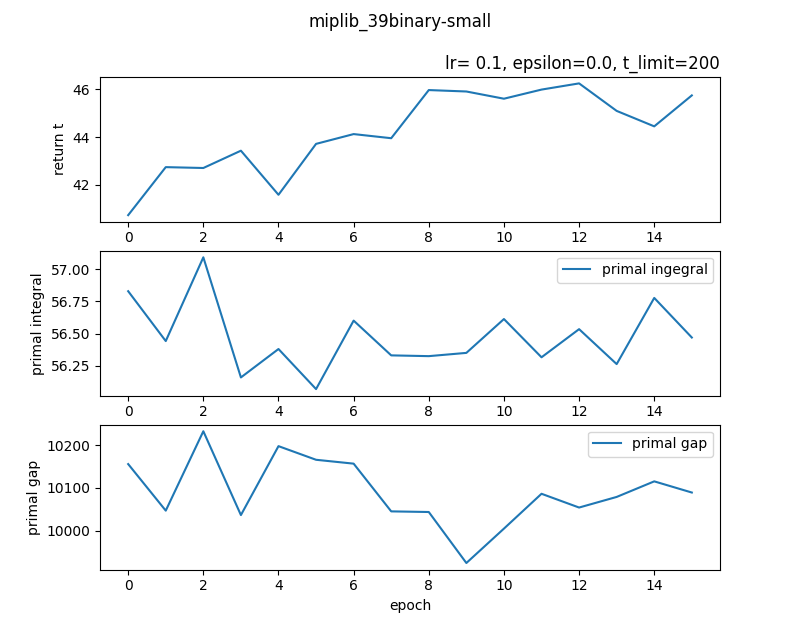 miplib_39binary-small
lr= 0.1, epsilon=0.0, t_limit=200
return t
46
44
42
0 2 4 6 8 10 12 14
primal integral
57.00
56.75
56.50
56.25
primal ingegral
0 2 4 6 8 10 12 14
primal gap
10200
10100
10000
primal gap
0 2 4 6 8 10 12 14
epoch